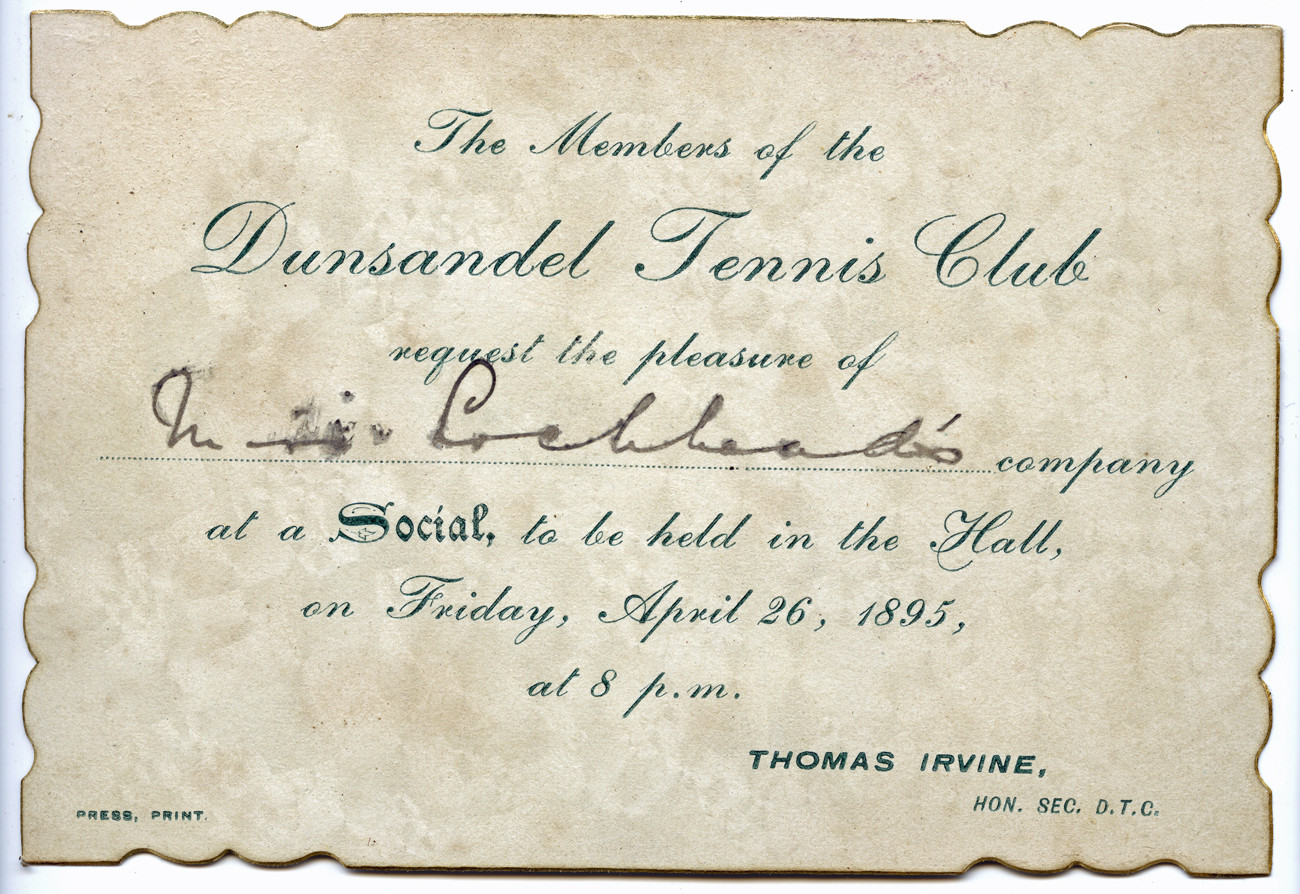 The Members of the
Dunsandel Tennis Club
request the pleasure of
Lochhead's company
at a Social, to be held in the Hall,
on Friday, April 26, 1895,
at 8 p.m.
THOMAS IRVINE,
HON. SEC. D.T.C.
PRESS, PRINT.